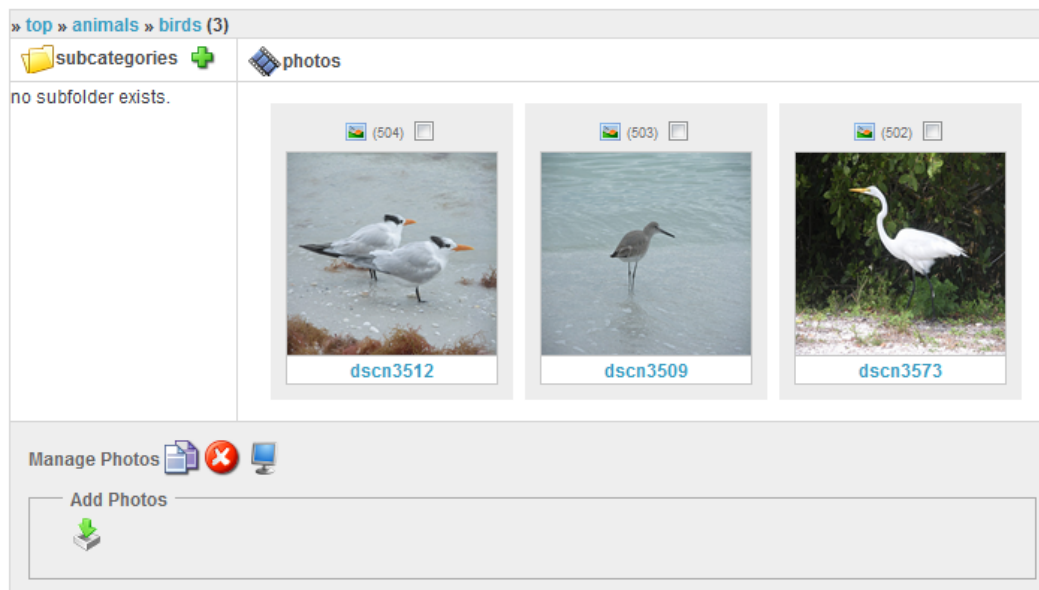 » top » animals » birds (3)
subcategories
photos
no subfolder exists.
(504)
(503)
(502)
dscn3512
dscn3509
dscn3573
Manage Photos
Add Photos